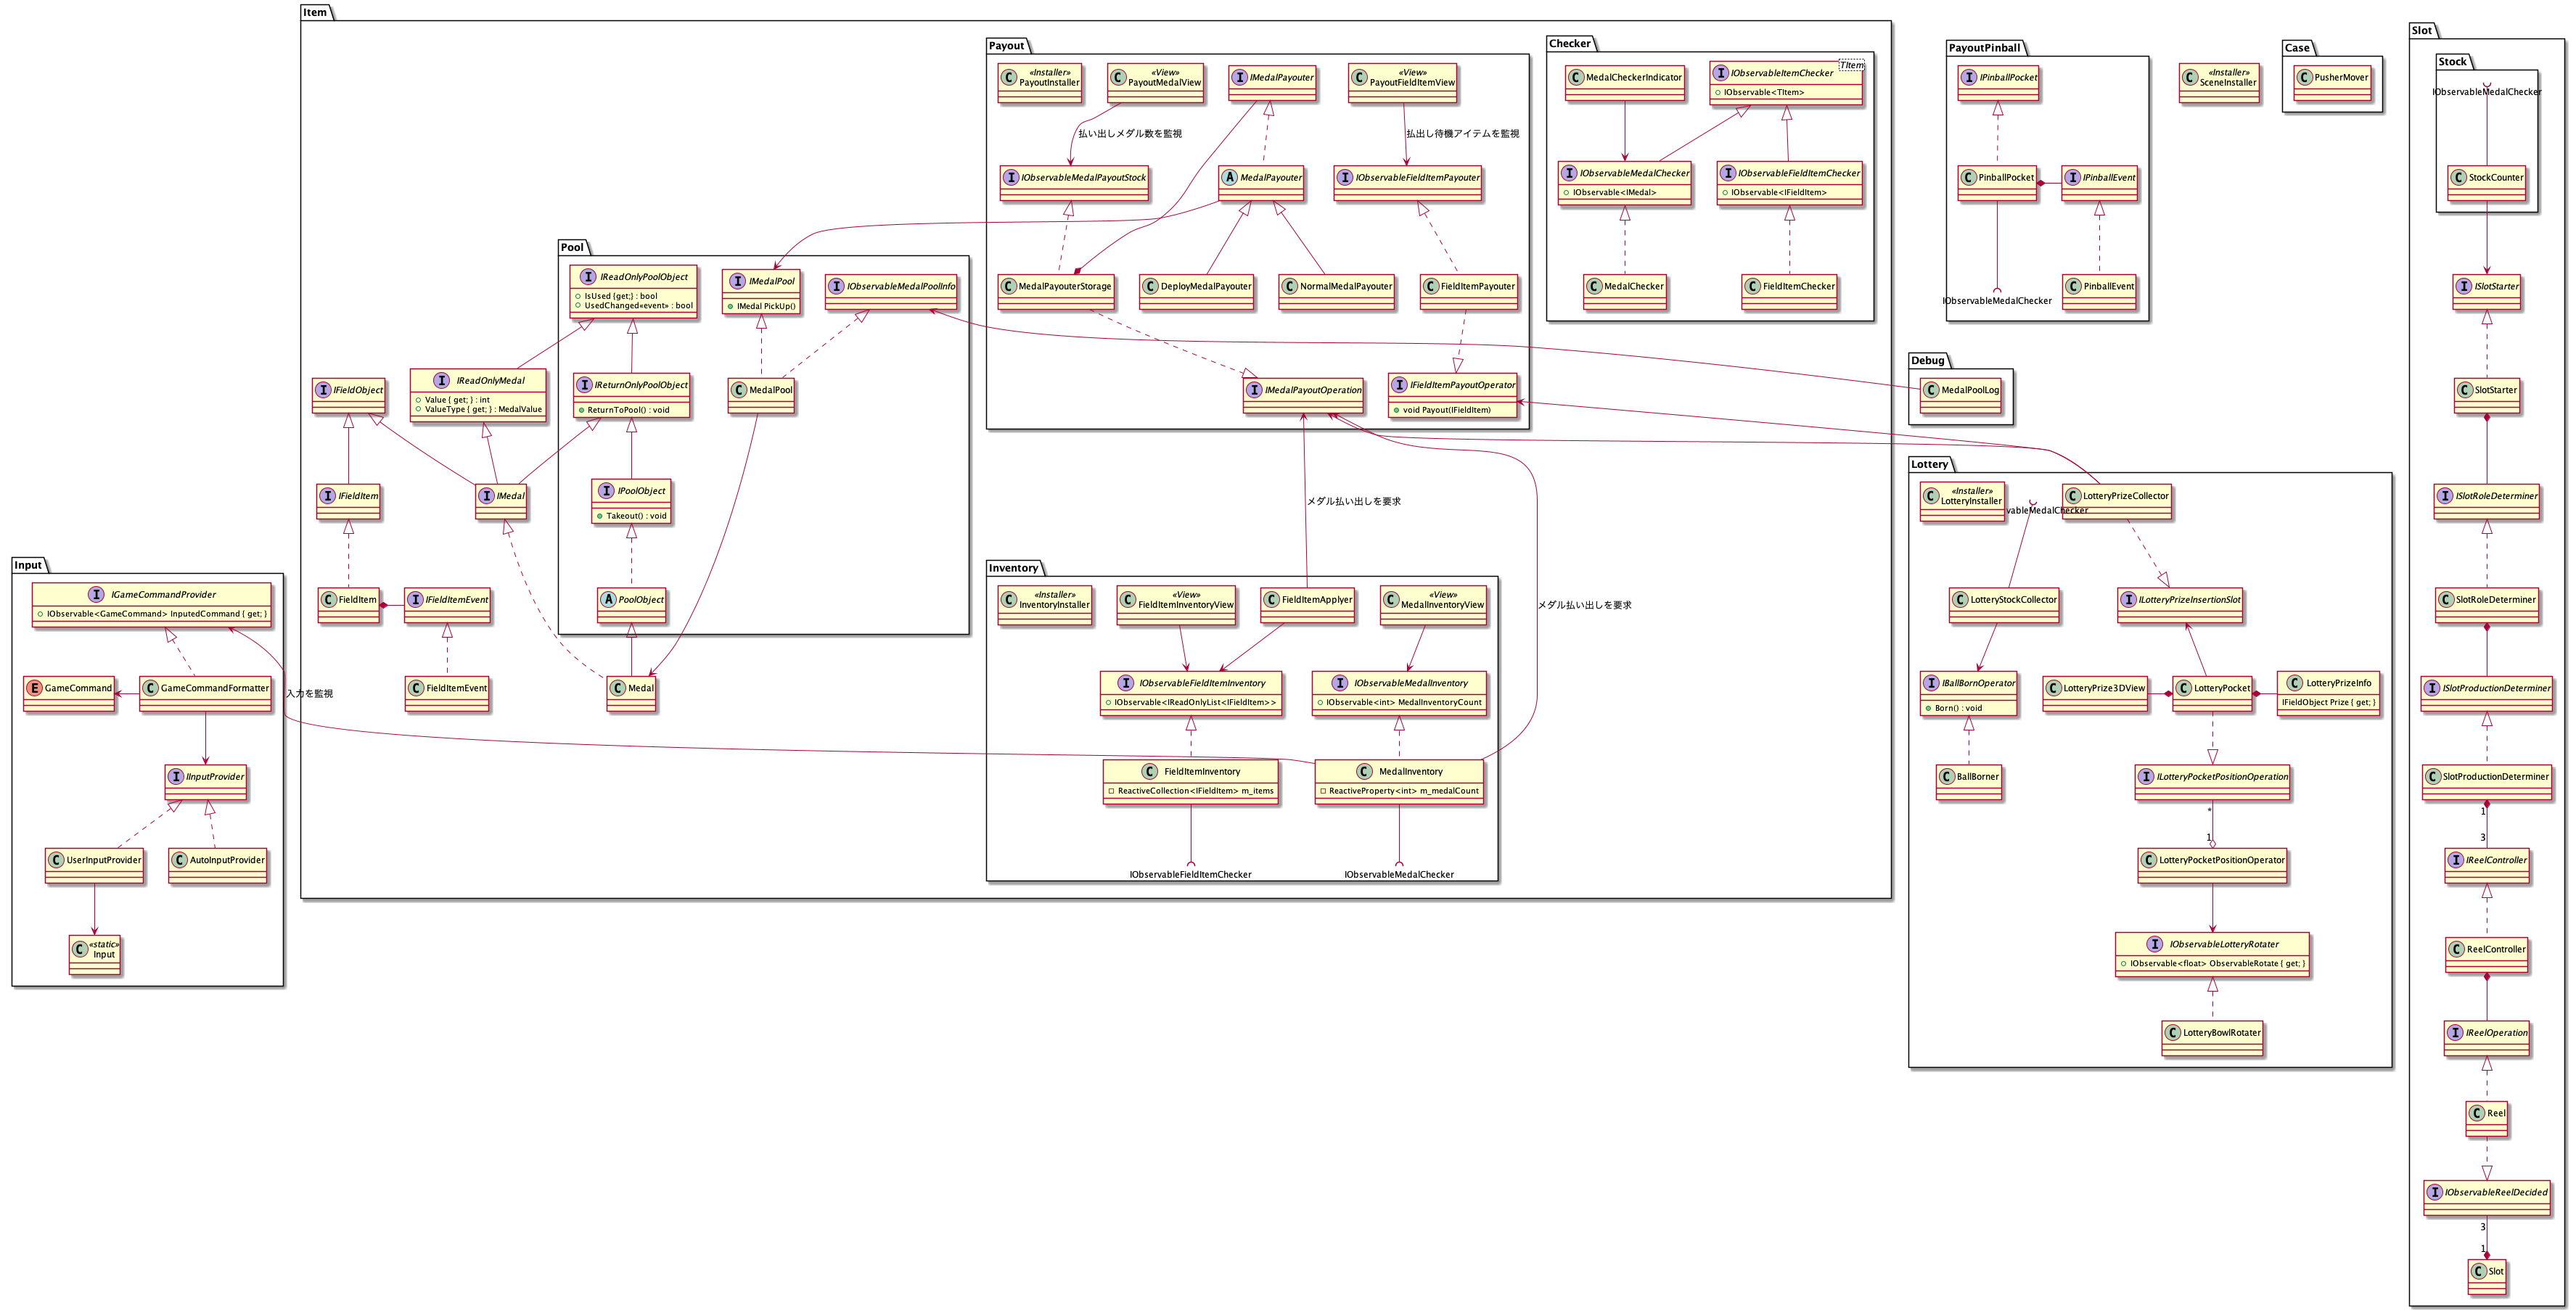 Item
Payout
«Installer»
PayoutInstaller
«View»
PayoutMedalView
IMedalPayouter
«View»
PayoutFieldItemView
払い出しメダル数を監視
払出し待機アイテムを監視
IObservableMedalPayoutStock
MedalPayouter
IObservableFieldItemPayouter
MedalPayouterStorage
DeployMedalPayouter
NormalMedalPayouter
FieldItemPayouter
IMedalPayoutOperation
IFieldItemPayoutOperator
void Payout(IFieldItem)
Checker
MedalCheckerIndicator
IObservableItemChecker
TItem
IObservable<TItem>
IObservableMedalChecker
IObservable<IMedal>
IObservableFieldItemChecker
IObservable<IFieldItem>
MedalChecker
FieldItemChecker
Pool
IReadOnlyPoolObject
IsUsed {get;} : bool
UsedChanged«event» : bool
IMedalPool
IMedal PickUp()
IObservableMedalPoolInfo
IReturnOnlyPoolObject
ReturnToPool() : void
MedalPool
IPoolObject
Takeout() : void
PoolObject
IFieldObject
IReadOnlyMedal
Value { get; } : int
ValueType { get; } : MedalValue
IFieldItem
IMedal
FieldItem
IFieldItemEvent
FieldItemEvent
Medal
メダル払い出しを要求
メダル払い出しを要求
Inventory
«Installer»
InventoryInstaller
«View»
FieldItemInventoryView
FieldItemApplyer
«View»
MedalInventoryView
IObservableFieldItemInventory
IObservable<IReadOnlyList<IFieldItem>>
IObservableMedalInventory
IObservable<int> MedalInventoryCount
FieldItemInventory
ReactiveCollection<IFieldItem> m_items
MedalInventory
ReactiveProperty<int> m_medalCount
IObservableFieldItemChecker
IObservableMedalChecker
Input
IGameCommandProvider
IObservable<GameCommand> InputedCommand { get; }
GameCommand
GameCommandFormatter
入力を監視
IInputProvider
UserInputProvider
AutoInputProvider
«static»
Input
PayoutPinball
IPinballPocket
PinballPocket
IPinballEvent
IObservableMedalChecker
PinballEvent
«Installer»
SceneInstaller
Case
PusherMover
Debug
MedalPoolLog
Lottery
«Installer»
LotteryInstaller
vableMedalChecker
LotteryPrizeCollector
LotteryStockCollector
ILotteryPrizeInsertionSlot
IBallBornOperator
Born() : void
LotteryPrize3DView
LotteryPocket
LotteryPrizeInfo
IFieldObject Prize { get; }
BallBorner
ILotteryPocketPositionOperation
*
1
LotteryPocketPositionOperator
IObservableLotteryRotater
IObservable<float> ObservableRotate { get; }
LotteryBowlRotater
Slot
Stock
IObservableMedalChecker
StockCounter
ISlotStarter
SlotStarter
ISlotRoleDeterminer
SlotRoleDeterminer
ISlotProductionDeterminer
SlotProductionDeterminer
1
3
IReelController
ReelController
IReelOperation
Reel
IObservableReelDecided
3
1
Slot